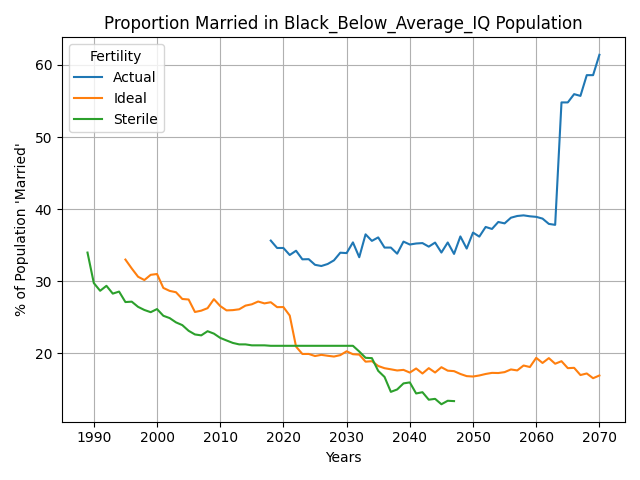 Proportion Married in Black_Below_Average_IQ Population
% of Population 'Married'
60
50
40
30
20
Fertility
Actual
Ideal
Sterile
1990 2000 2010 2020 2030 2040 2050 2060 2070
Years